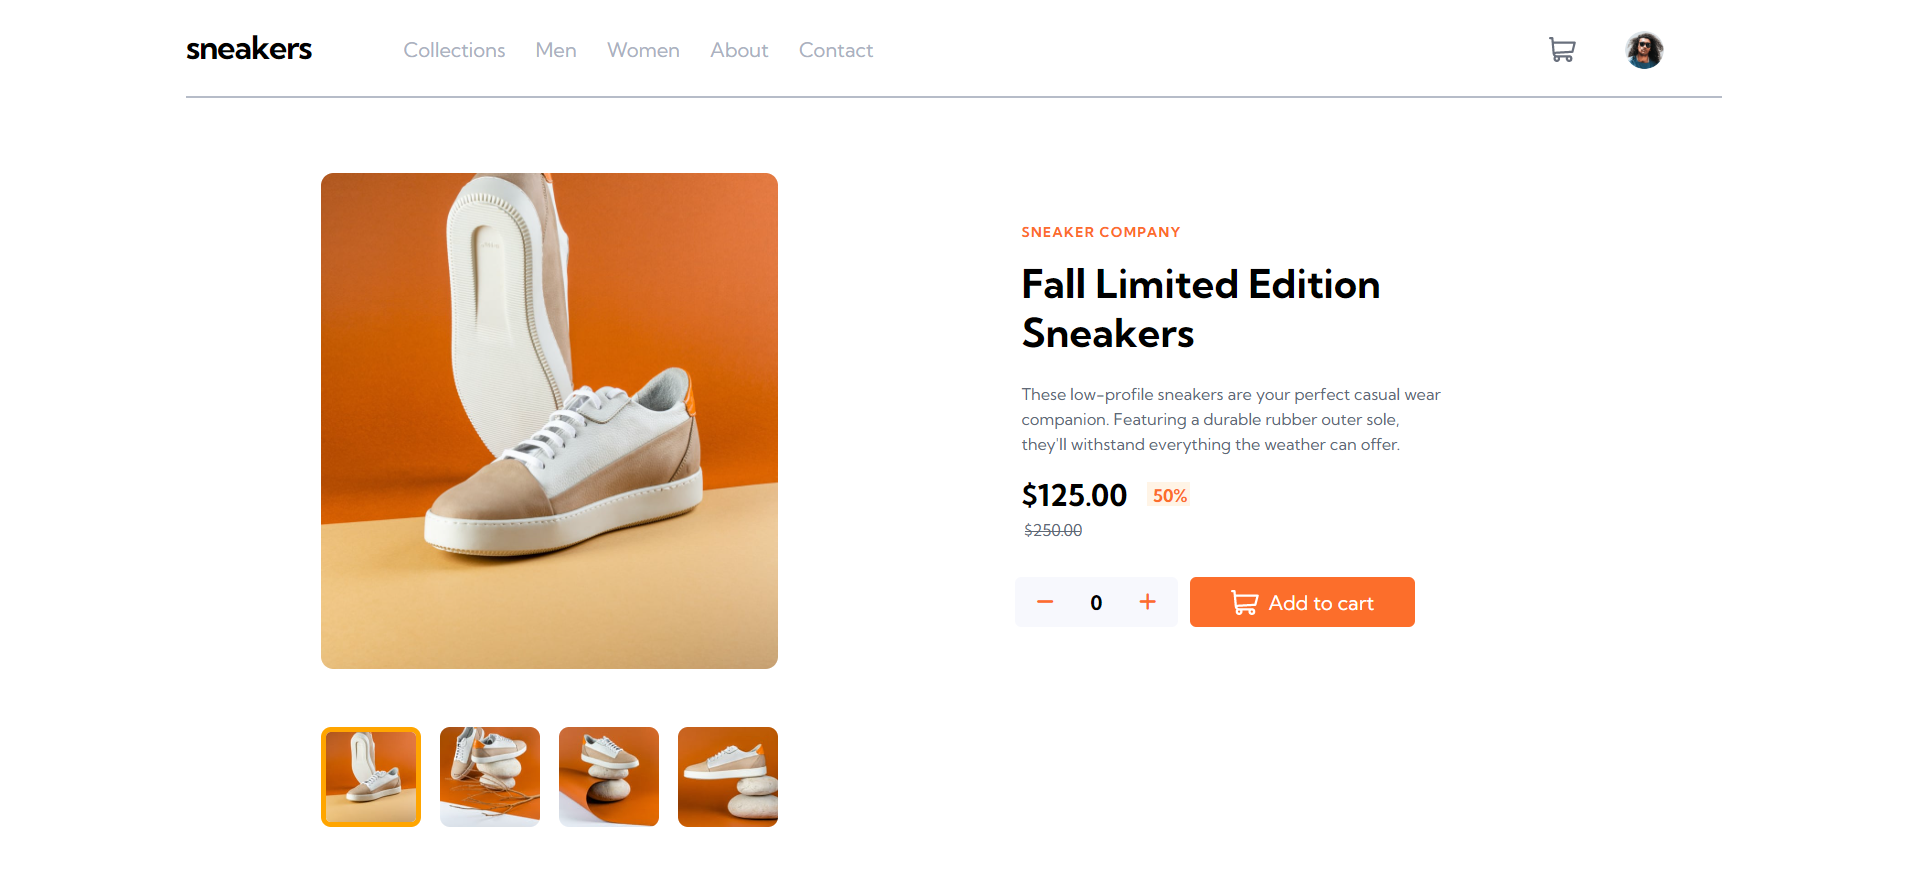 sneakers
Collections Men Women About Contact
SNEAKER COMPANY
Fall Limited Edition
Sneakers
These low-profile sneakers are your perfect casual wear
companion. Featuring a durable rubber outer sole,
they'll withstand everything the weather can offer.
$125.00 50%
$250.00
0
Add to cart